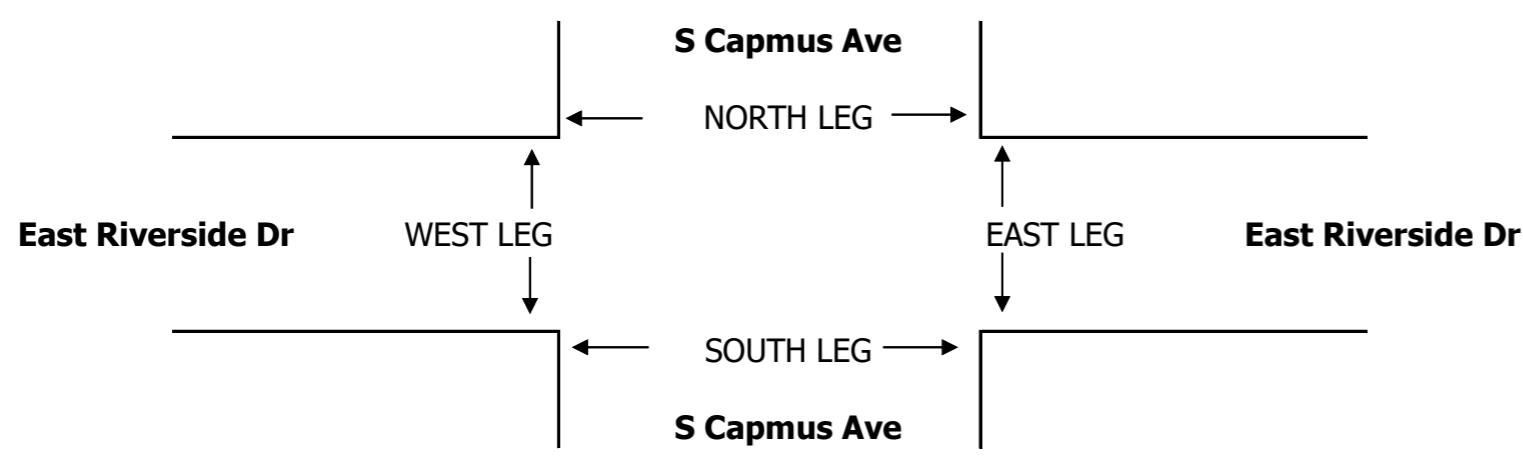 S Capmus Ave
NORTH LEG
East Riverside Dr WEST LEG EAST LEG East Riverside Dr
SOUTH LEG
S Capmus Ave